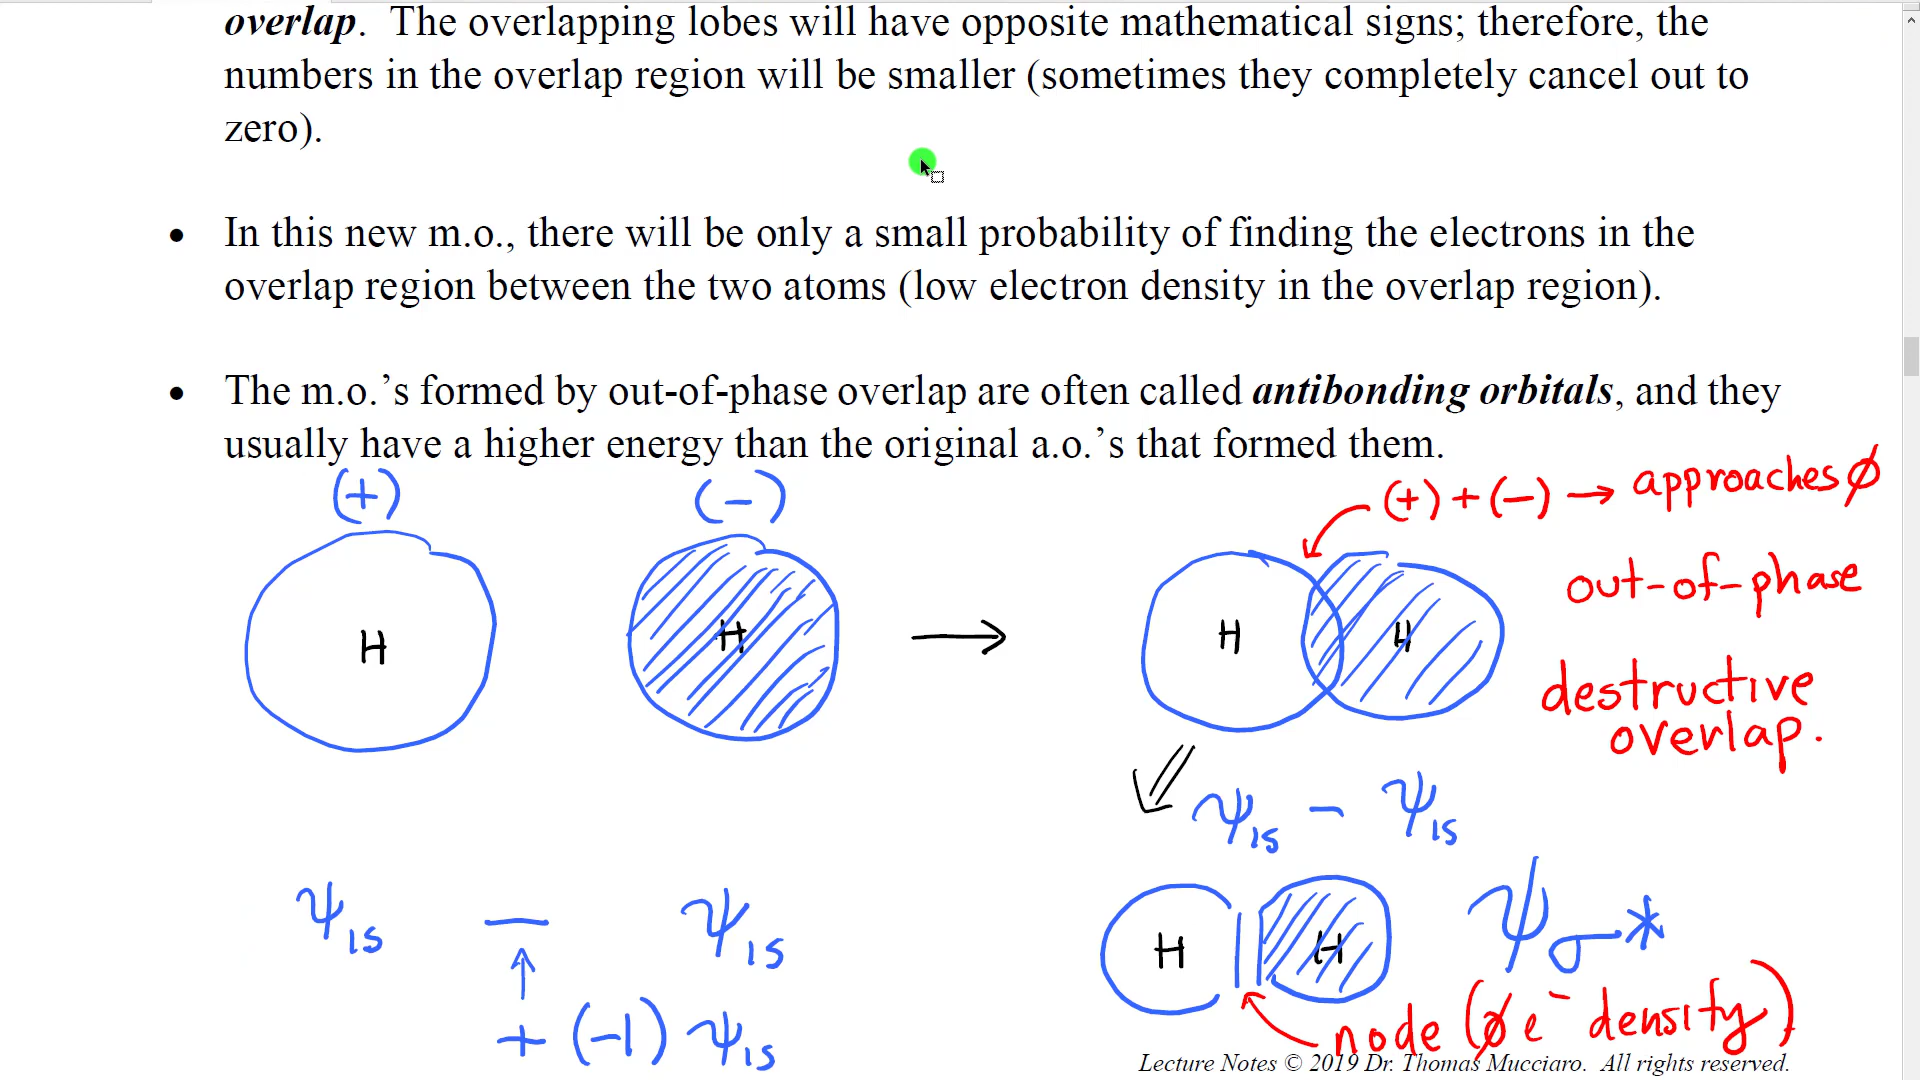 overlap. The overlapping lobes will have opposite mathematical signs; therefore, the
numbers in the overlap region will be smaller (sometimes they completely cancel out to
zero).
• In this new m.o., there will be only a small probability of finding the electrons in the
overlap region between the two atoms (low electron density in the overlap region).
• The m.o.’s formed by out-of-phase overlap are often called antibonding orbitals, and they
usually have a higher energy than the original a.o.’s that formed them.
(+) (-)
(+) + (-) → approaches ∅
H H → H H
out-of-phase
destructive
overlap.
ψ1s - ψ1s
ψ1s — ψ1s
↑
+ (-1) ψ1s
H H ψσ*
node (∅ e⁻ density)
Lecture Notes © 2019 Dr. Thomas Mucciaro. All rights reserved.